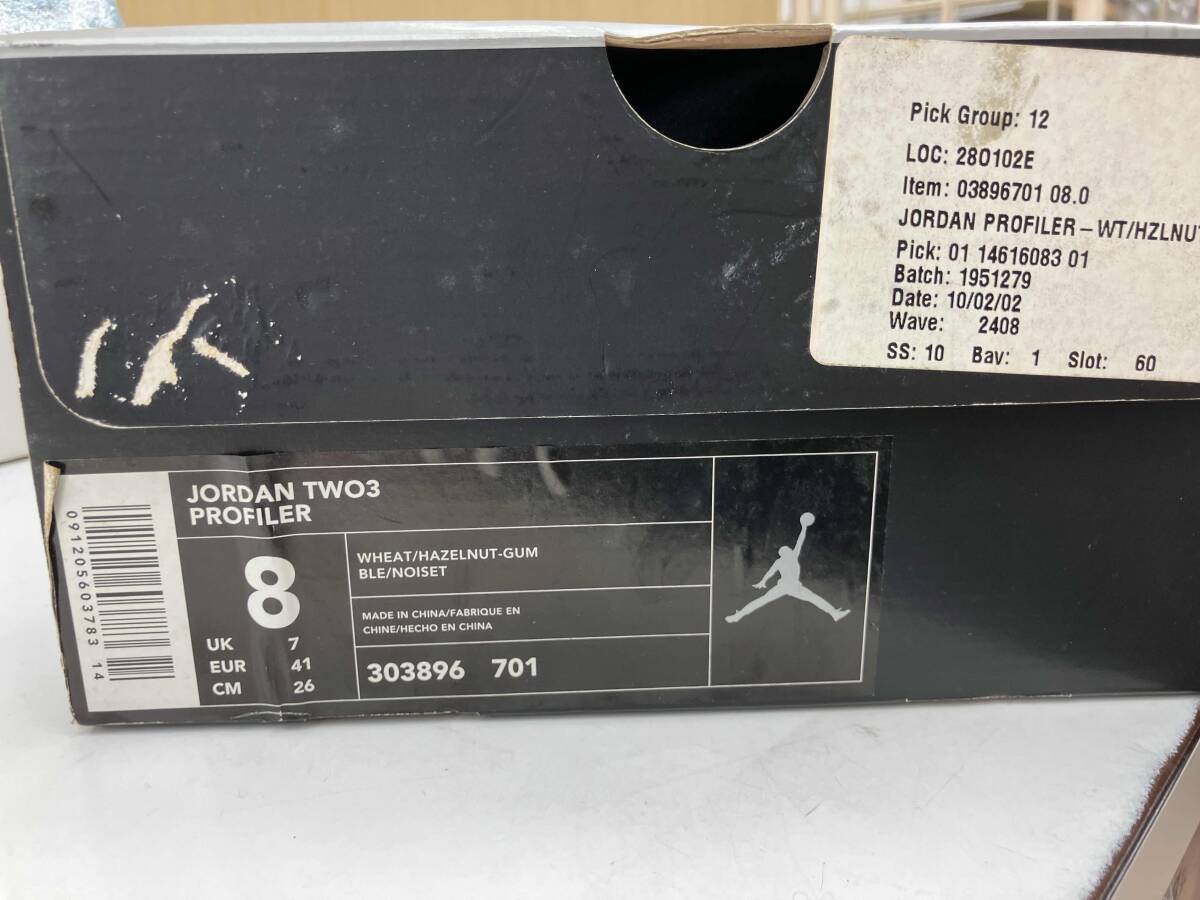 Pick Group: 12
LOC: 280102E
Item: 03896701 08.0
JORDAN PROFILER – WT/HZLNUT
Pick: 01 14616083 01
Batch: 1951279
Date: 10/02/02
Wave: 2408
SS: 10 Bav: 1 Slot: 60
JORDAN TWO3
PROFILER
8
UK 7
EUR 41
CM 26
WHEAT/HAZELNUT-GUM
BLE/NOISET
MADE IN CHINA/FABRIQUE EN
CHINE/HECHO EN CHINA
303896 701
091205603783 14